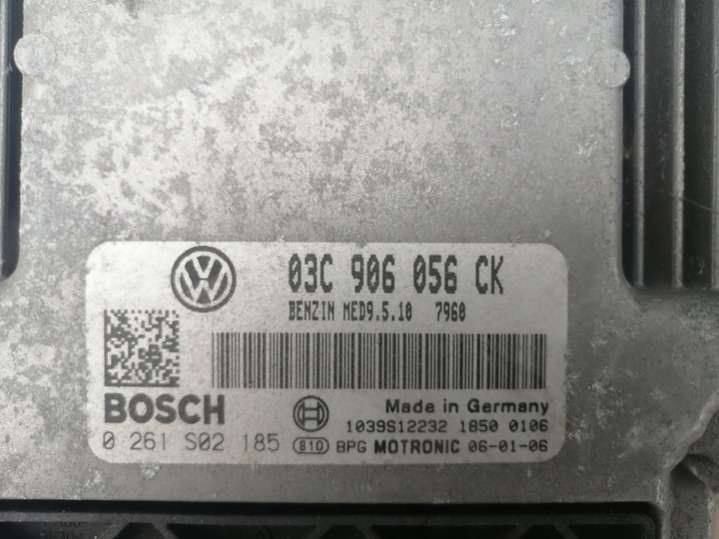 03C 906 056 CK
BENZIN MED9.5.10 7960
BOSCH
Made in Germany
1039S12232 1850 0106
0 261 S02 185 810 BPG MOTRONIC 06-01-06